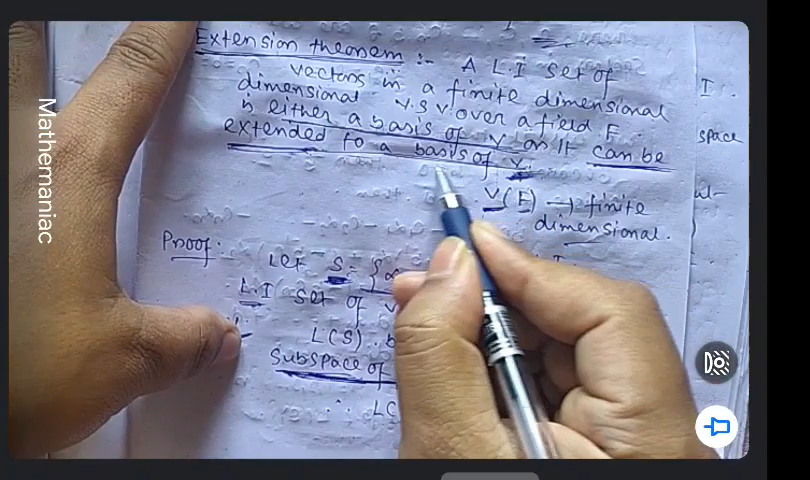 Extension theorem :- A L.I set of
vectors in a finite dimensional
dimensional v.s V over a field F.
is either a basis of V or it can be
extended to a basis of V.
V(F) → finite
dimensional.
Proof: Let S = {α
L.I set of V
L(S).
Subspace of
∴ L(
I.
space
Mathemaniac